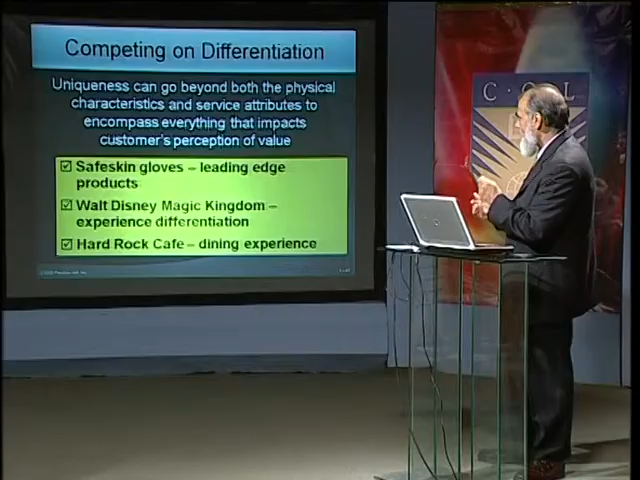 Competing on Differentiation
Uniqueness can go beyond both the physical
characteristics and service attributes to
encompass everything that impacts
customer's perception of value
Safeskin gloves – leading edge
products
Walt Disney Magic Kingdom –
experience differentiation
Hard Rock Cafe – dining experience
C · O L